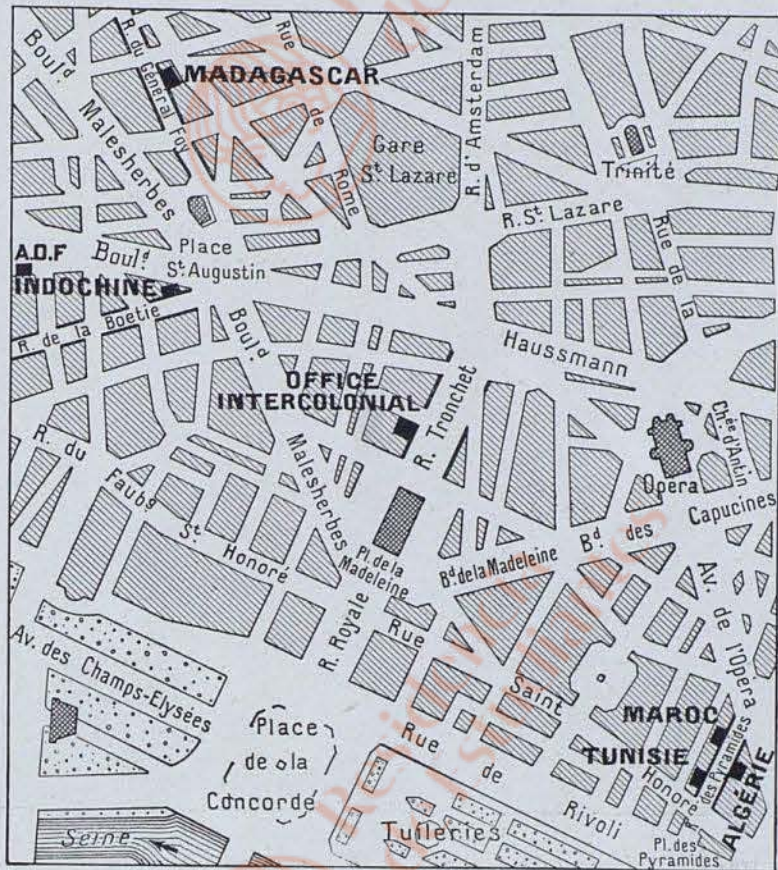 Boul.d
Malesherbes
R. du Général Foy
MADAGASCAR
Rue
de
Rome
Gare
St Lazare
R. d'Amsterdam
Trinité
R. St. Lazare
Rue de la
A.O.F
Boul.d
Place
St. Augustin
INDOCHINE
R. de la Boetie
Boul.d
Malesherbes
Haussmann
OFFICE
INTERCOLONIAL
R. Tronchet
Ch.ée d'Antin
Opera
R. du
Faub.g
St. Honoré
Pl. de la
Madeleine
B.d de la Madeleine
B.d des
Capucines
Av. de l'Opera
R. Royale
Rue
Saint
Honoré
Av. des Champs-Elysées
Place
de la
Concorde
Rue
de
Rivoli
MAROC
TUNISIE
R. des Pyramides
ALGÉRIE
Seine
Tuileries
Pl. des
Pyramides